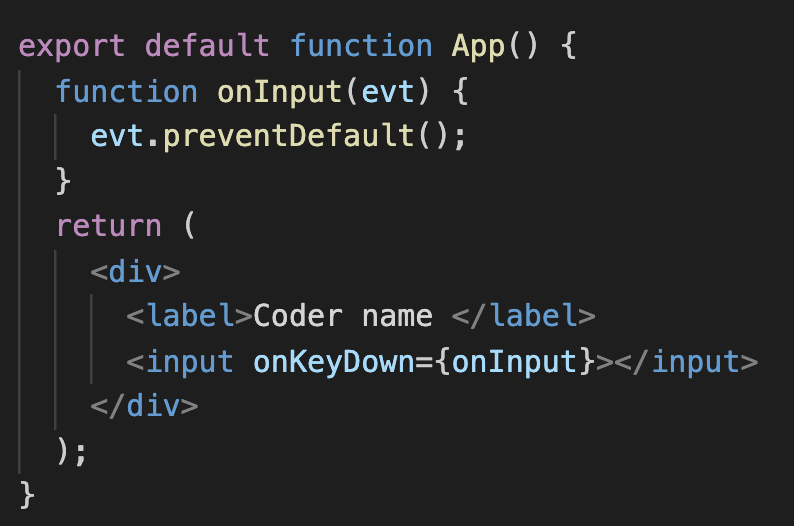 export default function App() {
  function onInput(evt) {
    evt.preventDefault();
  }
  return (
    <div>
      <label>Coder name </label>
      <input onKeyDown={onInput}></input>
    </div>
  );
}